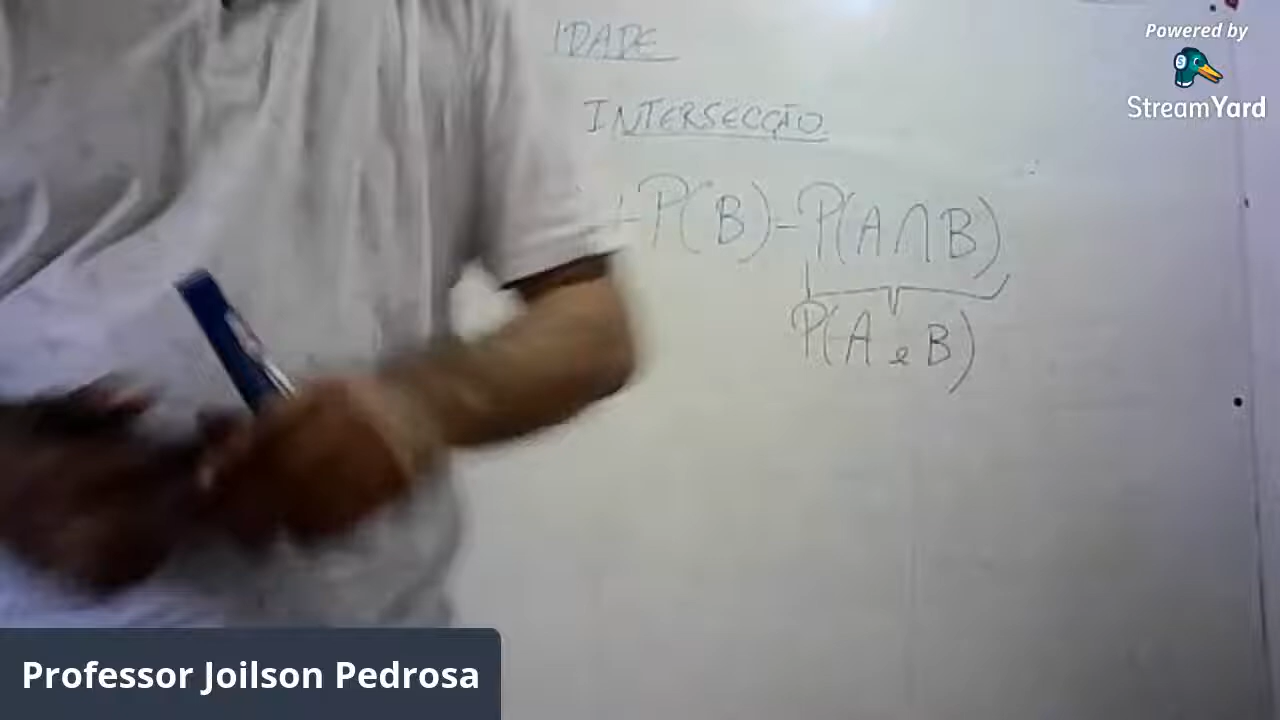 IDADE
INTERSECÇÃO
+P(B)-P(A∩B)
P(A e B)
Powered by
StreamYard
Professor Joilson Pedrosa